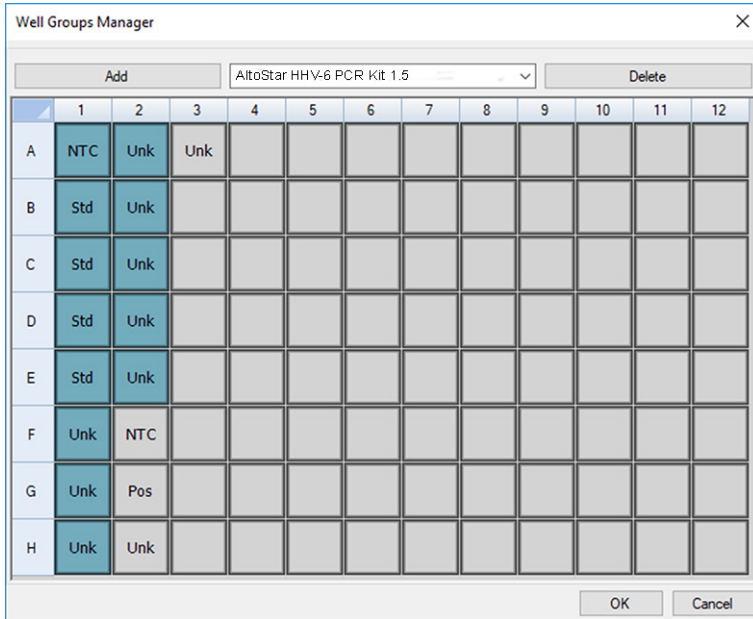 Well Groups Manager
Add AltoStar HHV-6 PCR Kit 1.5 Delete
1 2 3 4 5 6 7 8 9 10 11 12
A NTC Unk Unk
B Std Unk
C Std Unk
D Std Unk
E Std Unk
F Unk NTC
G Unk Pos
H Unk Unk
OK Cancel